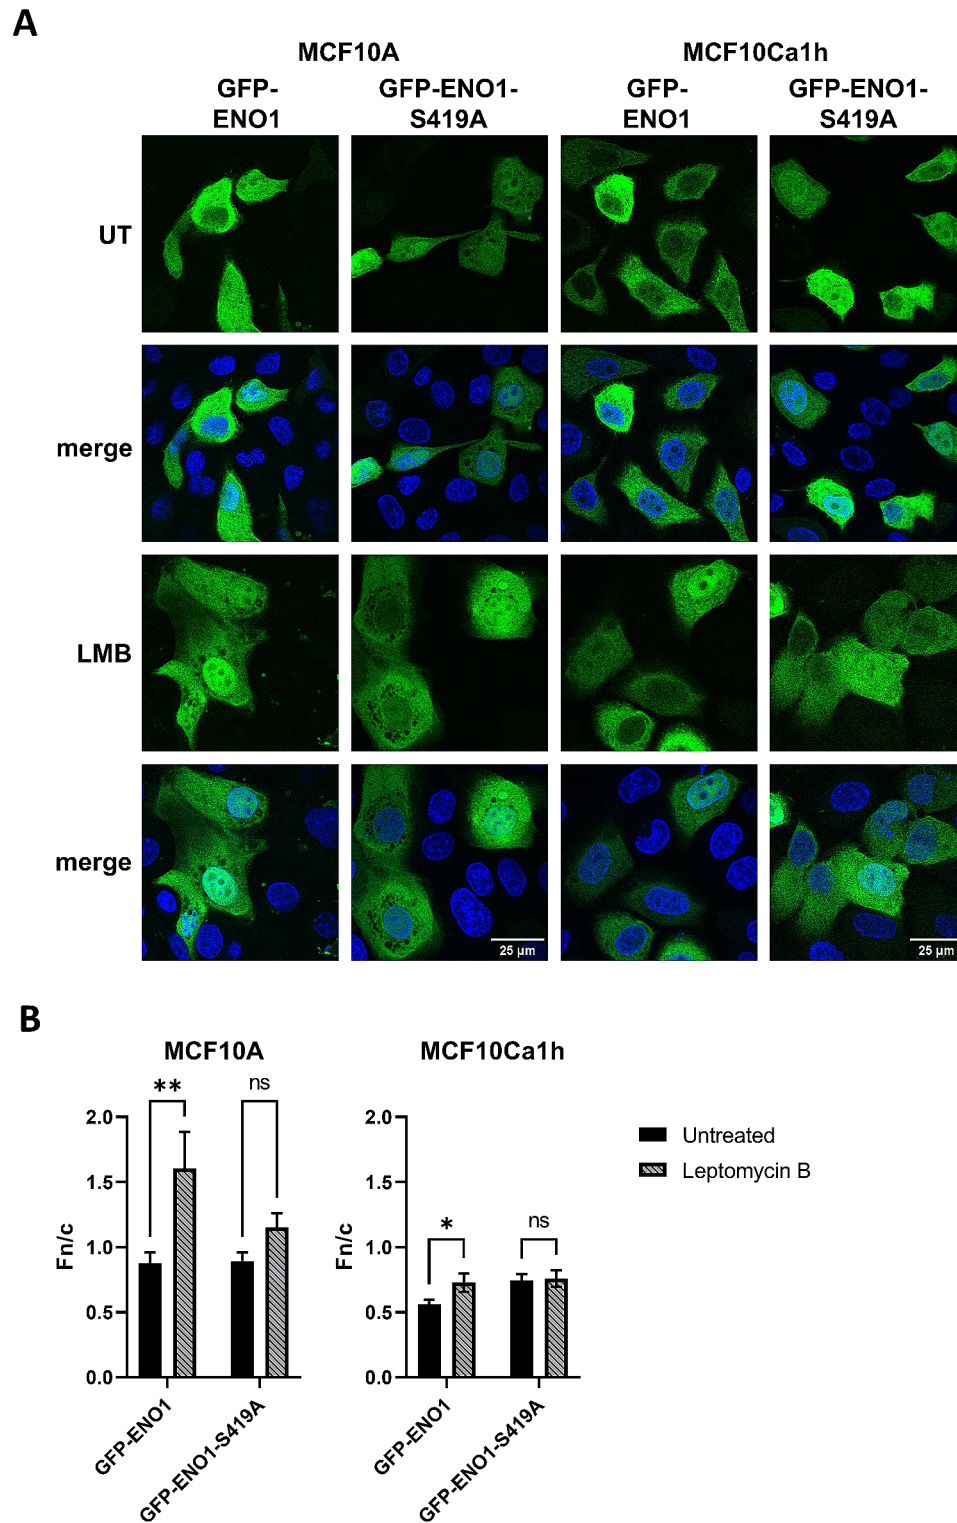 A
MCF10A
MCF10Ca1h
GFP-
ENO1
GFP-ENO1-
S419A
GFP-
ENO1
GFP-ENO1-
S419A
UT
merge
LMB
merge
25 µm
25 µm
B
MCF10A
MCF10Ca1h
**
ns
2.0
1.5
1.0
0.5
0.0
Fn/c
GFP-ENO1
GFP-ENO1-S419A
*
ns
2.0
1.5
1.0
0.5
0.0
Fn/c
GFP-ENO1
GFP-ENO1-S419A
Untreated
Leptomycin B